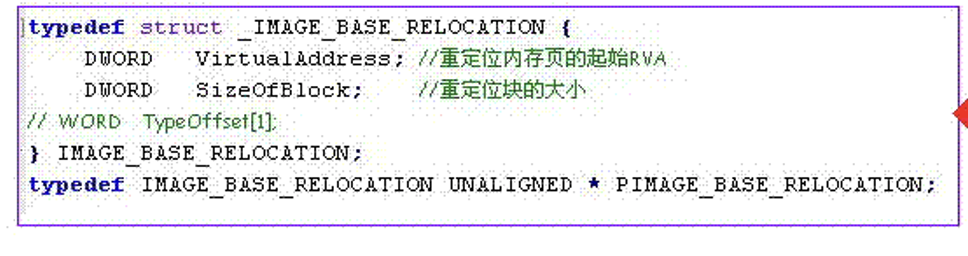 typedef struct _IMAGE_BASE_RELOCATION {
DWORD VirtualAddress; //重定位内存页的起始RVA
DWORD SizeOfBlock; //重定位块的大小
// WORD TypeOffset[1];
} IMAGE_BASE_RELOCATION;
typedef IMAGE_BASE_RELOCATION UNALIGNED * PIMAGE_BASE_RELOCATION;